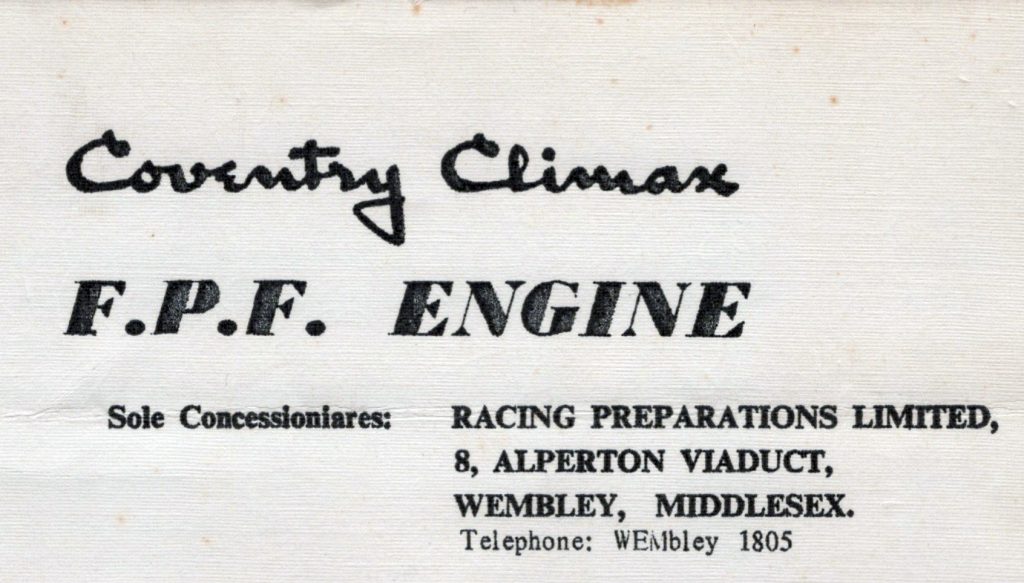 Coventry Climax
F.P.F. ENGINE
Sole Concessioniares: RACING PREPARATIONS LIMITED,
8, ALPERTON VIADUCT,
WEMBLEY, MIDDLESEX.
Telephone: WEMbley 1805